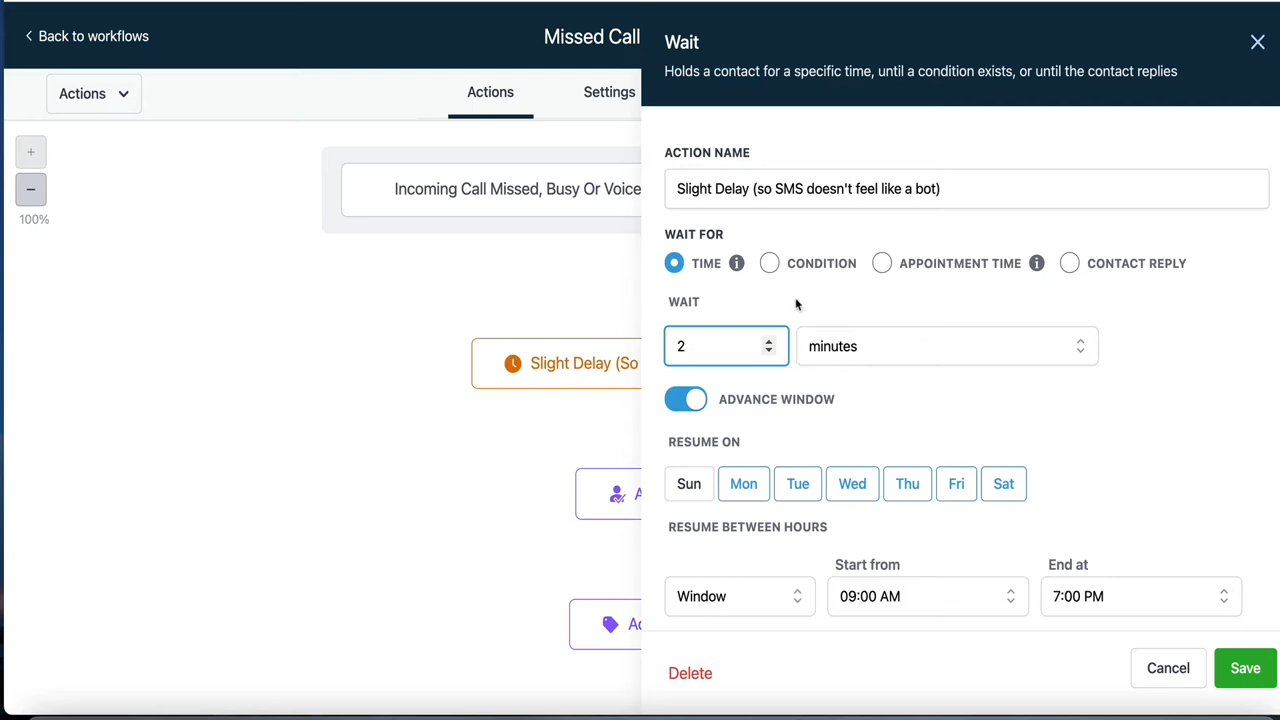 Back to workflows
Missed Call
Actions
Actions
Settings
100%
Incoming Call Missed, Busy Or Voice
Slight Delay (So
A
Wait
Holds a contact for a specific time, until a condition exists, or until the contact replies
ACTION NAME
Slight Delay (so SMS doesn't feel like a bot)
WAIT FOR
TIME CONDITION APPOINTMENT TIME CONTACT REPLY
WAIT
2 minutes
ADVANCE WINDOW
RESUME ON
Sun Mon Tue Wed Thu Fri Sat
RESUME BETWEEN HOURS
Start from End at
Window 09:00 AM 7:00 PM
Delete Cancel Save